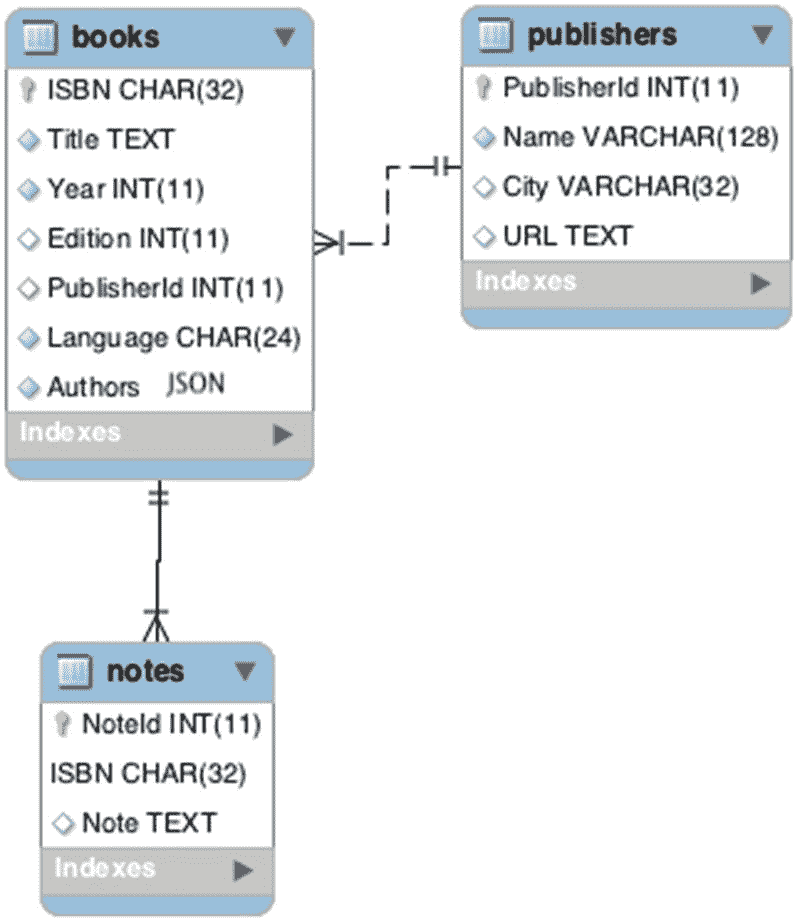 books
ISBN CHAR(32)
Title TEXT
Year INT(11)
Edition INT(11)
PublisherId INT(11)
Language CHAR(24)
Authors JSON
Indexes
publishers
PublisherId INT(11)
Name VARCHAR(128)
City VARCHAR(32)
URL TEXT
Indexes
notes
NoteId INT(11)
ISBN CHAR(32)
Note TEXT
Indexes